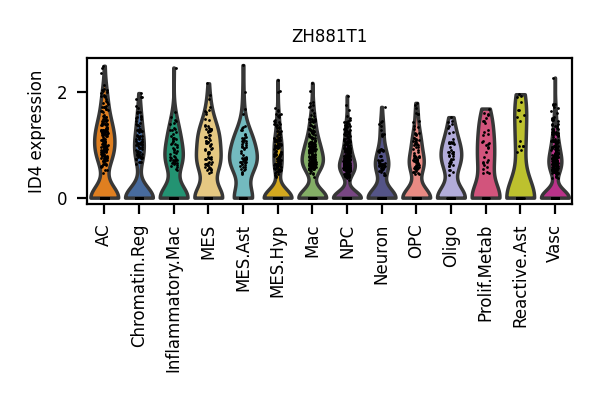 ZH881T1
ID4 expression
2
0
AC
Chromatin.Reg
Inflammatory.Mac
MES
MES.Ast
MES.Hyp
Mac
NPC
Neuron
OPC
Oligo
Prolif.Metab
Reactive.Ast
Vasc